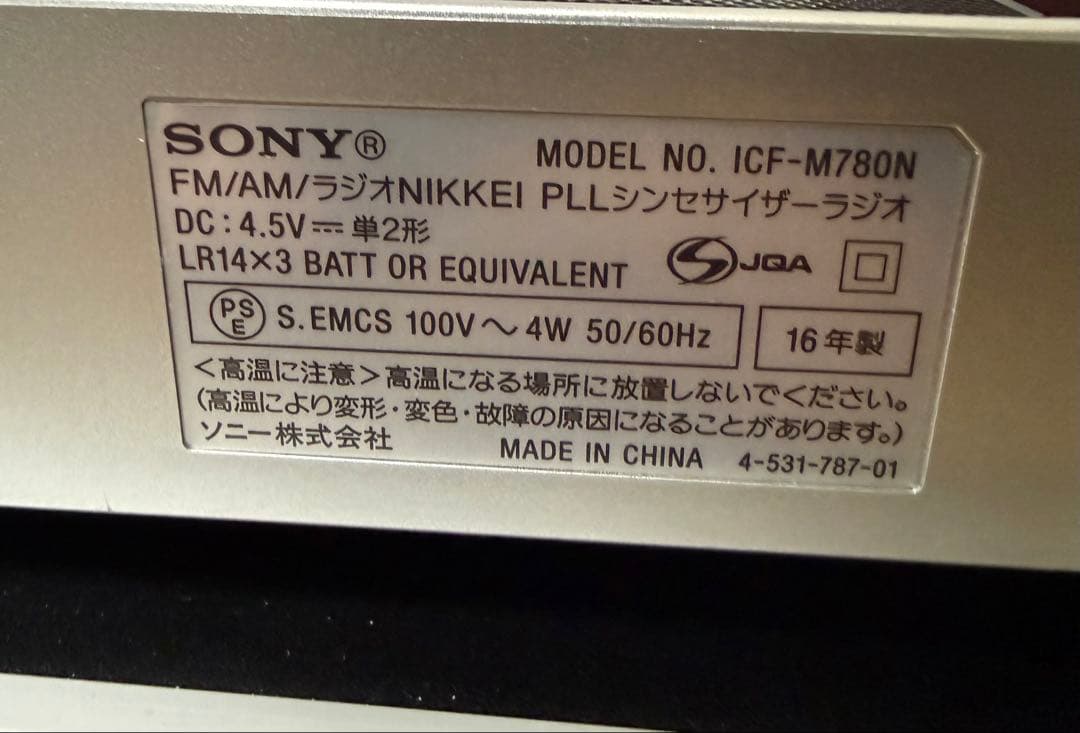 SONY®
MODEL NO. ICF-M780N
FM/AM/ラジオNIKKEI PLLシンセサイザーラジオ
DC: 4.5V⎓単2形
LR14×3 BATT OR EQUIVALENT
JQA
PSE S.EMCS 100V〜4W 50/60Hz
16年製
<高温に注意>高温になる場所に放置しないでください。
(高温により変形・変色・故障の原因になることがあります。)
ソニー株式会社
MADE IN CHINA 4-531-787-01